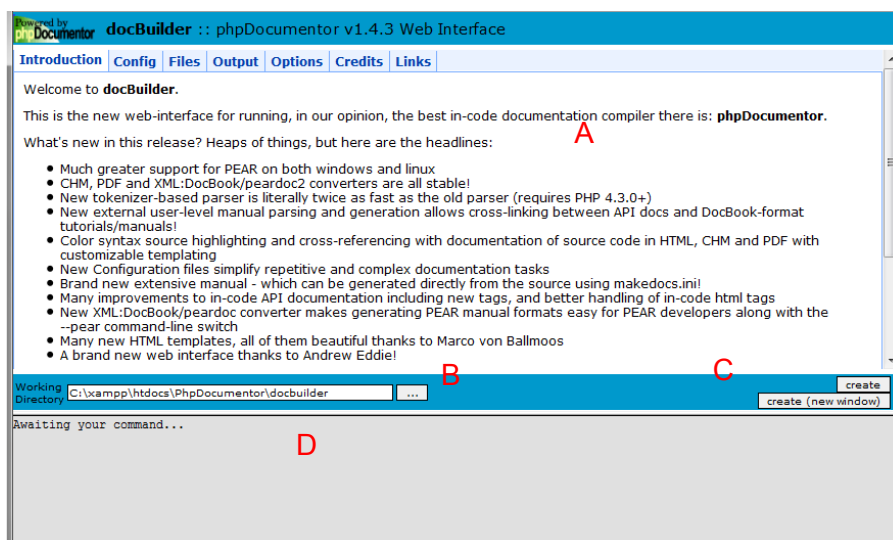 Powered by
phpDocumentor docBuilder :: phpDocumentor v1.4.3 Web Interface
Introduction Config Files Output Options Credits Links
Welcome to docBuilder.
This is the new web-interface for running, in our opinion, the best in-code documentation compiler there is: phpDocumentor.
A
What's new in this release? Heaps of things, but here are the headlines:
● Much greater support for PEAR on both windows and linux
● CHM, PDF and XML:DocBook/peardoc2 converters are all stable!
● New tokenizer-based parser is literally twice as fast as the old parser (requires PHP 4.3.0+)
● New external user-level manual parsing and generation allows cross-linking between API docs and DocBook-format
tutorials/manuals!
● Color syntax source highlighting and cross-referencing with documentation of source code in HTML, CHM and PDF with
customizable templating
● New Configuration files simplify repetitive and complex documentation tasks
● Brand new extensive manual - which can be generated directly from the source using makedocs.ini!
● Many improvements to in-code API documentation including new tags, and better handling of in-code html tags
● New XML:DocBook/peardoc converter makes generating PEAR manual formats easy for PEAR developers along with the
--pear command-line switch
● Many new HTML templates, all of them beautiful thanks to Marco von Ballmoos
● A brand new web interface thanks to Andrew Eddie!
B
C
Working
Directory C:\xampp\htdocs\PhpDocumentor\docbuilder ...
create
create (new window)
Awaiting your command...
D